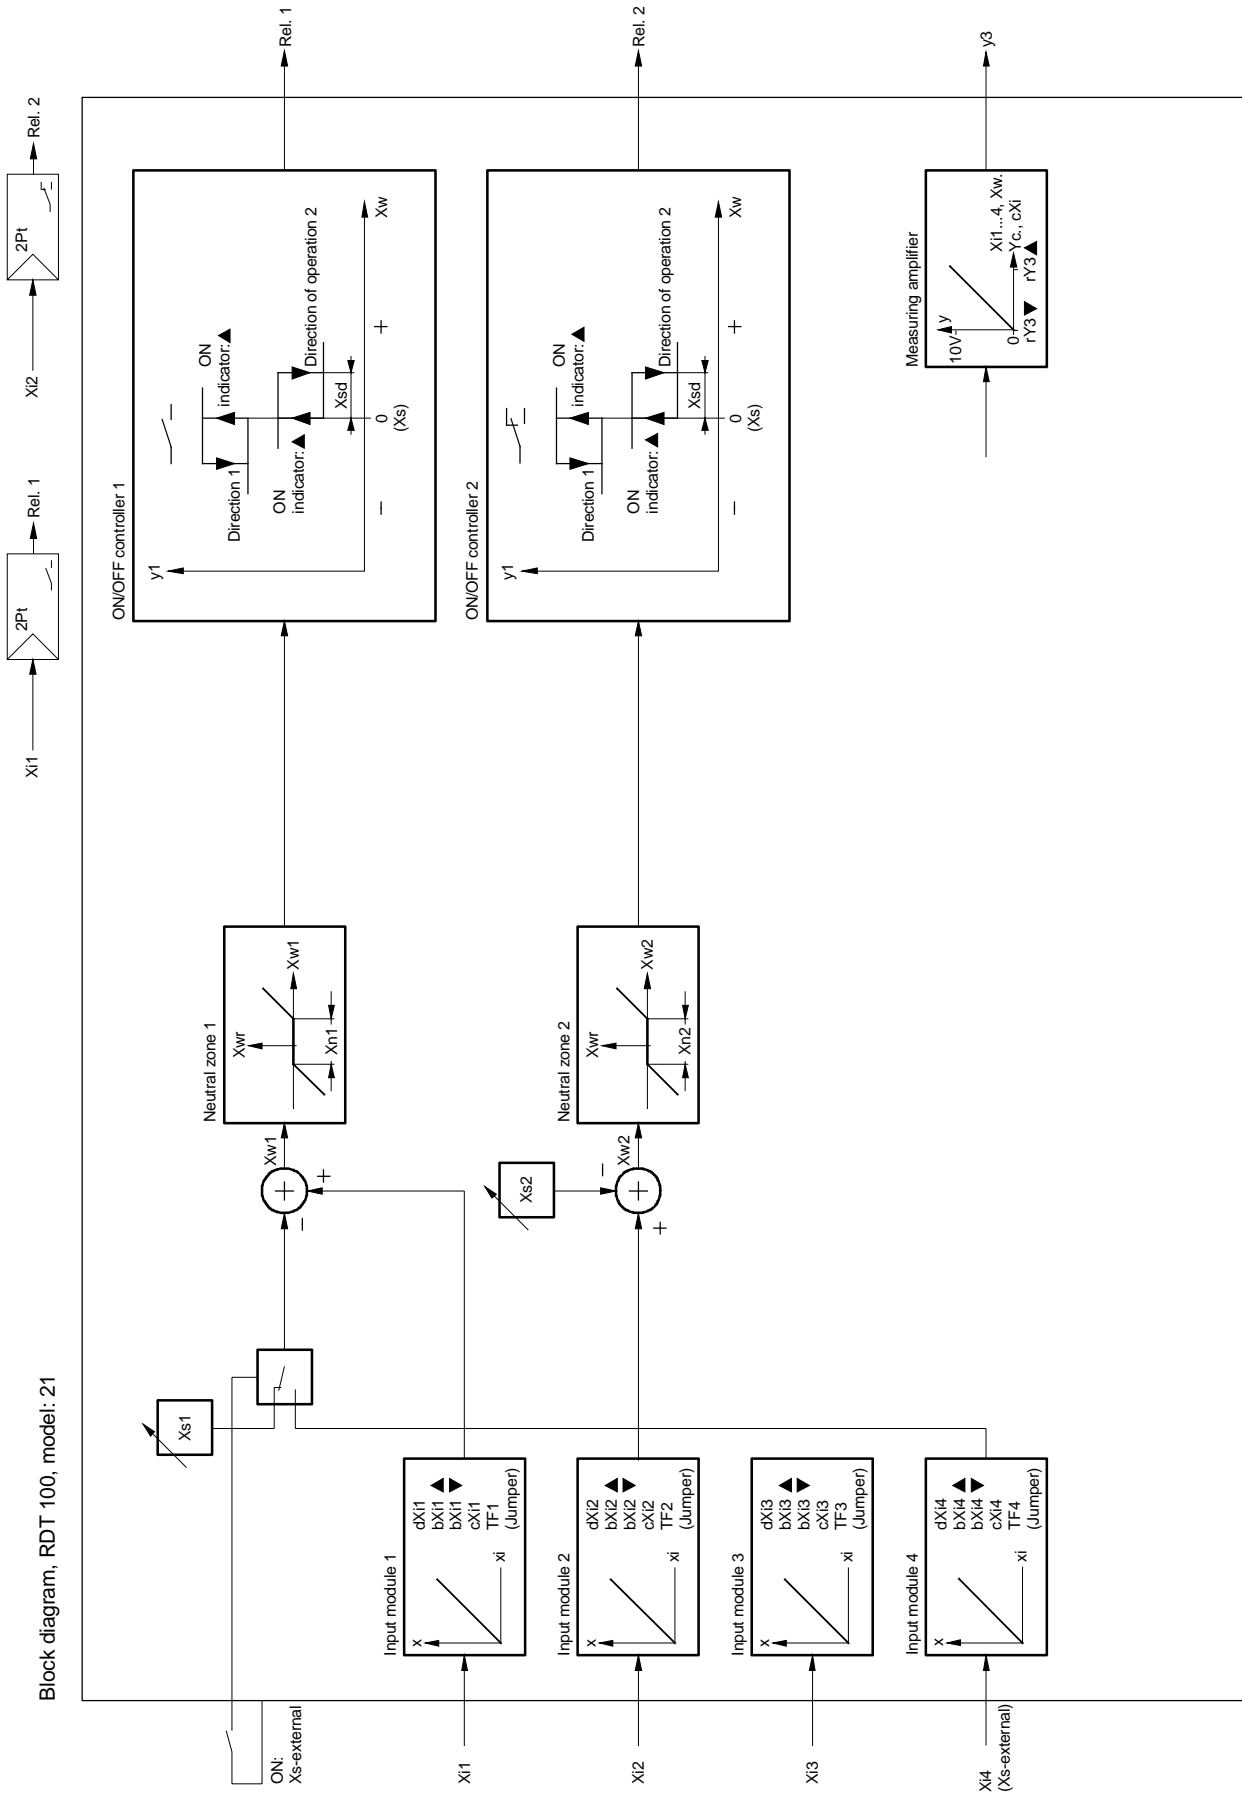 Block diagram, RDT 100, model: 21
Xi1
2Pt
Rel. 1
Xi2
2Pt
Rel. 2
ON:
Xs-external
Xs1
Xw1
+
–
Neutral zone 1
Xwr
Xw1
Xn1
ON/OFF controller 1
y1
Direction 1
ON
indicator:▲
ON
indicator:▲
Direction of operation 2
Xsd
–
0
(Xs)
+
Xw
Rel. 1
Xi1
Input module 1
x
xi
dXi1
bXi1 ▲
bXi1 ▼
cXi1
TF1
(Jumper)
Xs2
–
+
Xw2
Neutral zone 2
Xwr
Xw2
Xn2
ON/OFF controller 2
y1
Direction 1
ON
indicator:▲
ON
indicator:▲
Direction of operation 2
Xsd
–
0
(Xs)
+
Xw
Rel. 2
Xi2
Input module 2
x
xi
dXi2
bXi2 ▲
bXi2 ▼
cXi2
TF2
(Jumper)
Xi3
Input module 3
x
xi
dXi3
bXi3 ▲
bXi3 ▼
cXi3
TF3
(Jumper)
Xi4
(Xs-external)
Input module 4
x
xi
dXi4
bXi4 ▲
bXi4 ▼
cXi4
TF4
(Jumper)
Measuring amplifier
10V
y
Xi1...4, Xw.
Yc., cXi
0
rY3 ▼ rY3 ▲
y3